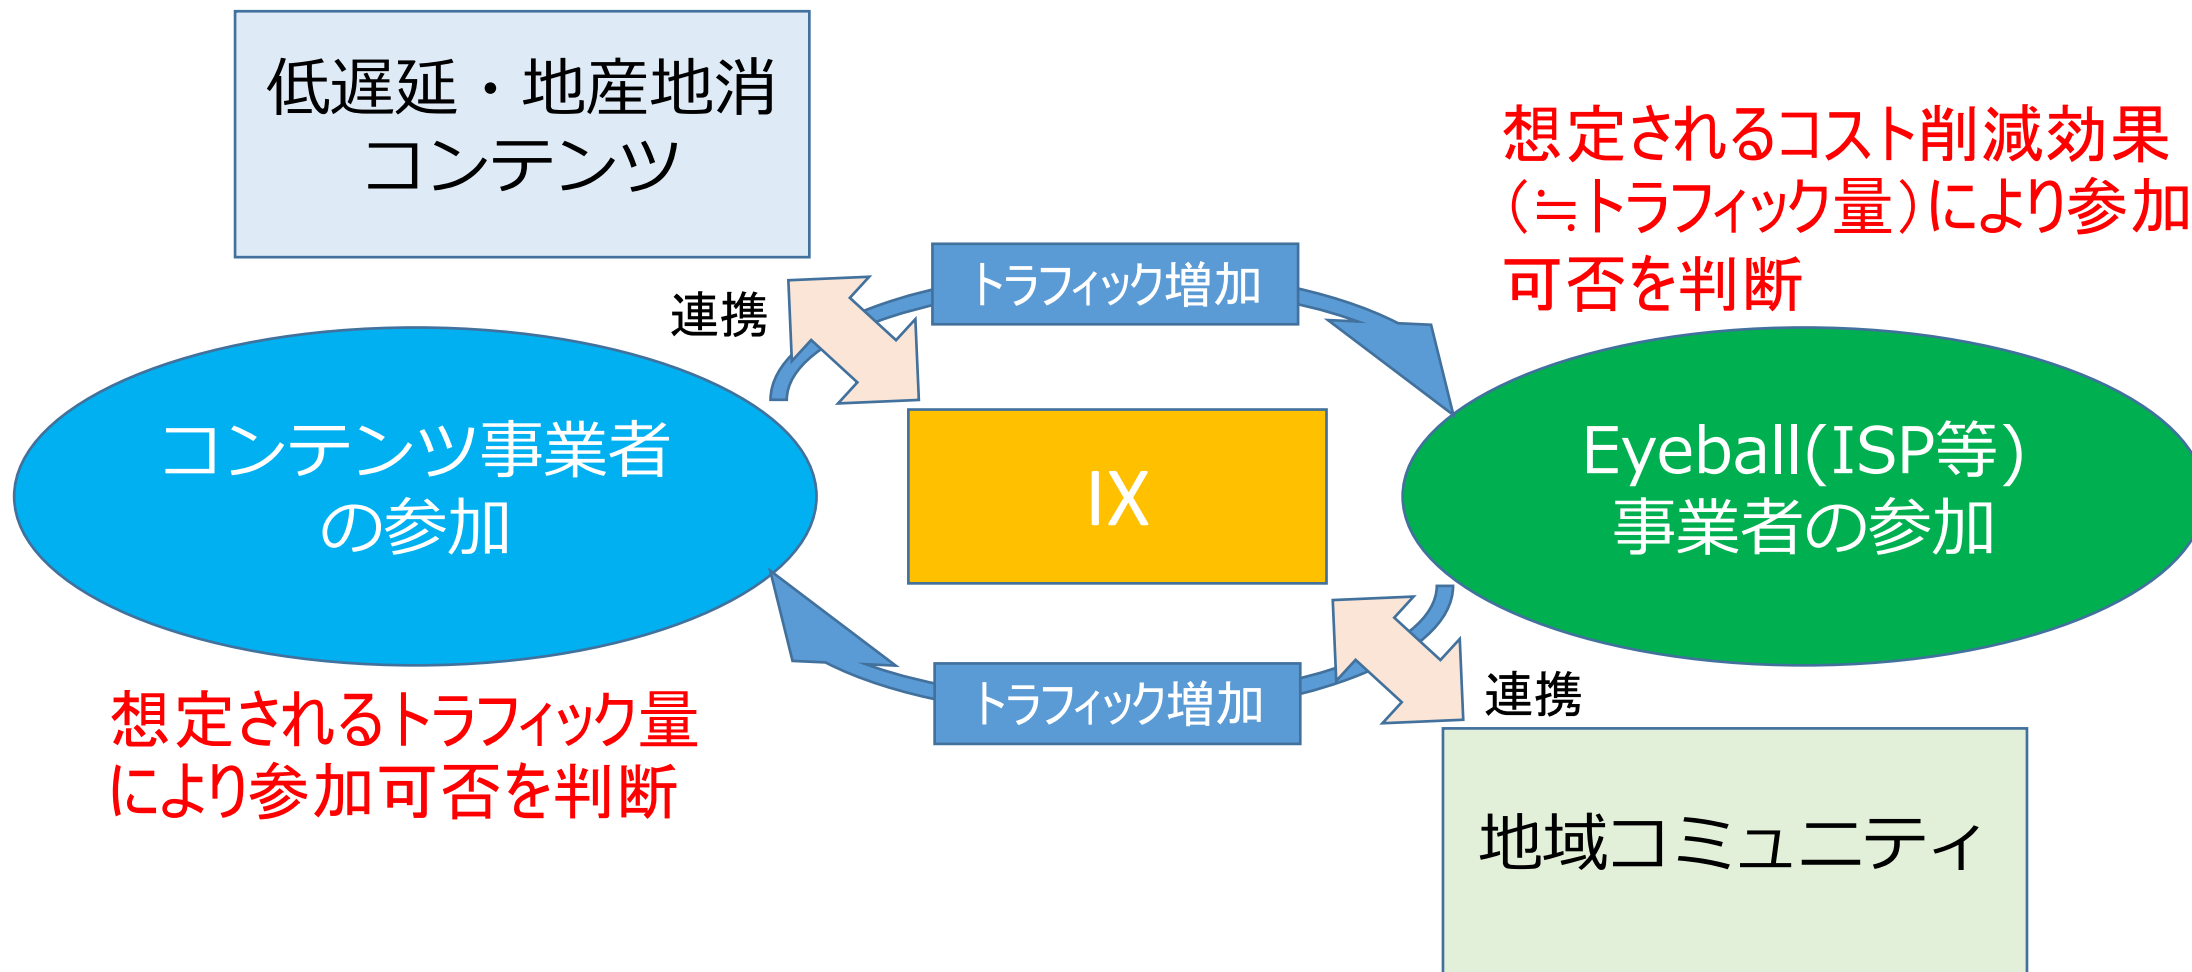 低遅延・地産地消
コンテンツ
想定されるコスト削減効果
（≒トラフィック量）により参加
可否を判断
トラフィック増加
連携
コンテンツ事業者
の参加
IX
Eyeball(ISP等)
事業者の参加
トラフィック増加
連携
想定されるトラフィック量
により参加可否を判断
地域コミュニティ